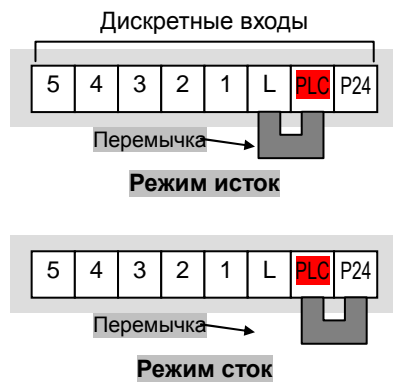 Дискретные входы
5 4 3 2 1 L PLC P24
Перемычка
Режим исток
5 4 3 2 1 L PLC P24
Перемычка
Режим сток